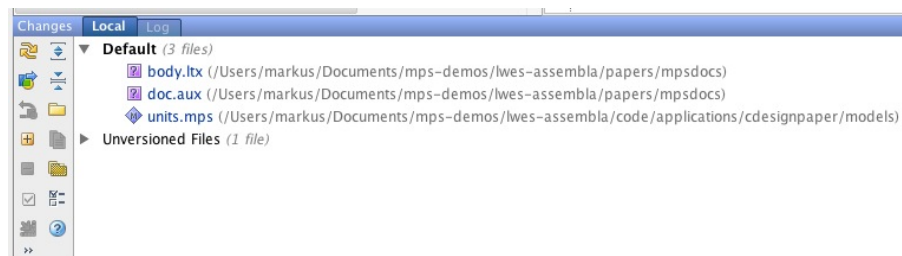 Changes Local Log
Default (3 files)
body.ltx (/Users/markus/Documents/mps-demos/lwes-assembla/papers/mpsdocs)
doc.aux (/Users/markus/Documents/mps-demos/lwes-assembla/papers/mpsdocs)
units.mps (/Users/markus/Documents/mps-demos/lwes-assembla/code/applications/cdesignpaper/models)
Unversioned Files (1 file)